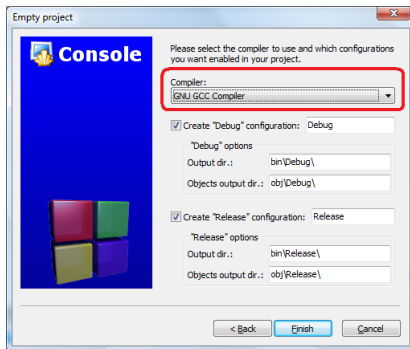 Empty project
Console
Please select the compiler to use and which configurations
you want enabled in your project.
Compiler:
GNU GCC Compiler
Create "Debug" configuration: Debug
"Debug" options
Output dir.: bin\Debug\
Objects output dir.: obj\Debug\
Create "Release" configuration: Release
"Release" options
Output dir.: bin\Release\
Objects output dir.: obj\Release\
< Back Finish Cancel